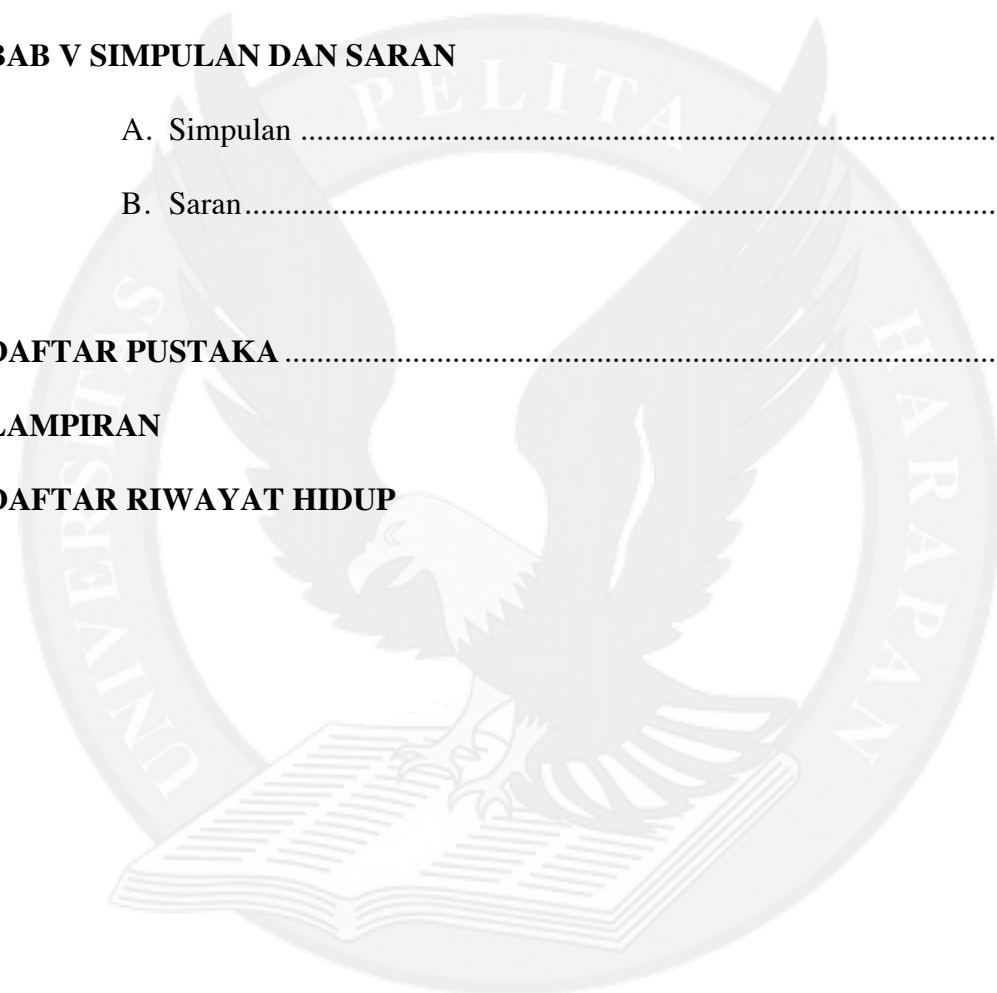 BAB V SIMPULAN DAN SARAN
A. Simpulan ........................................................................................
B. Saran ...............................................................................................
DAFTAR PUSTAKA ..........................................................................................
LAMPIRAN
DAFTAR RIWAYAT HIDUP
UNIVERSITAS PELITA HARAPAN